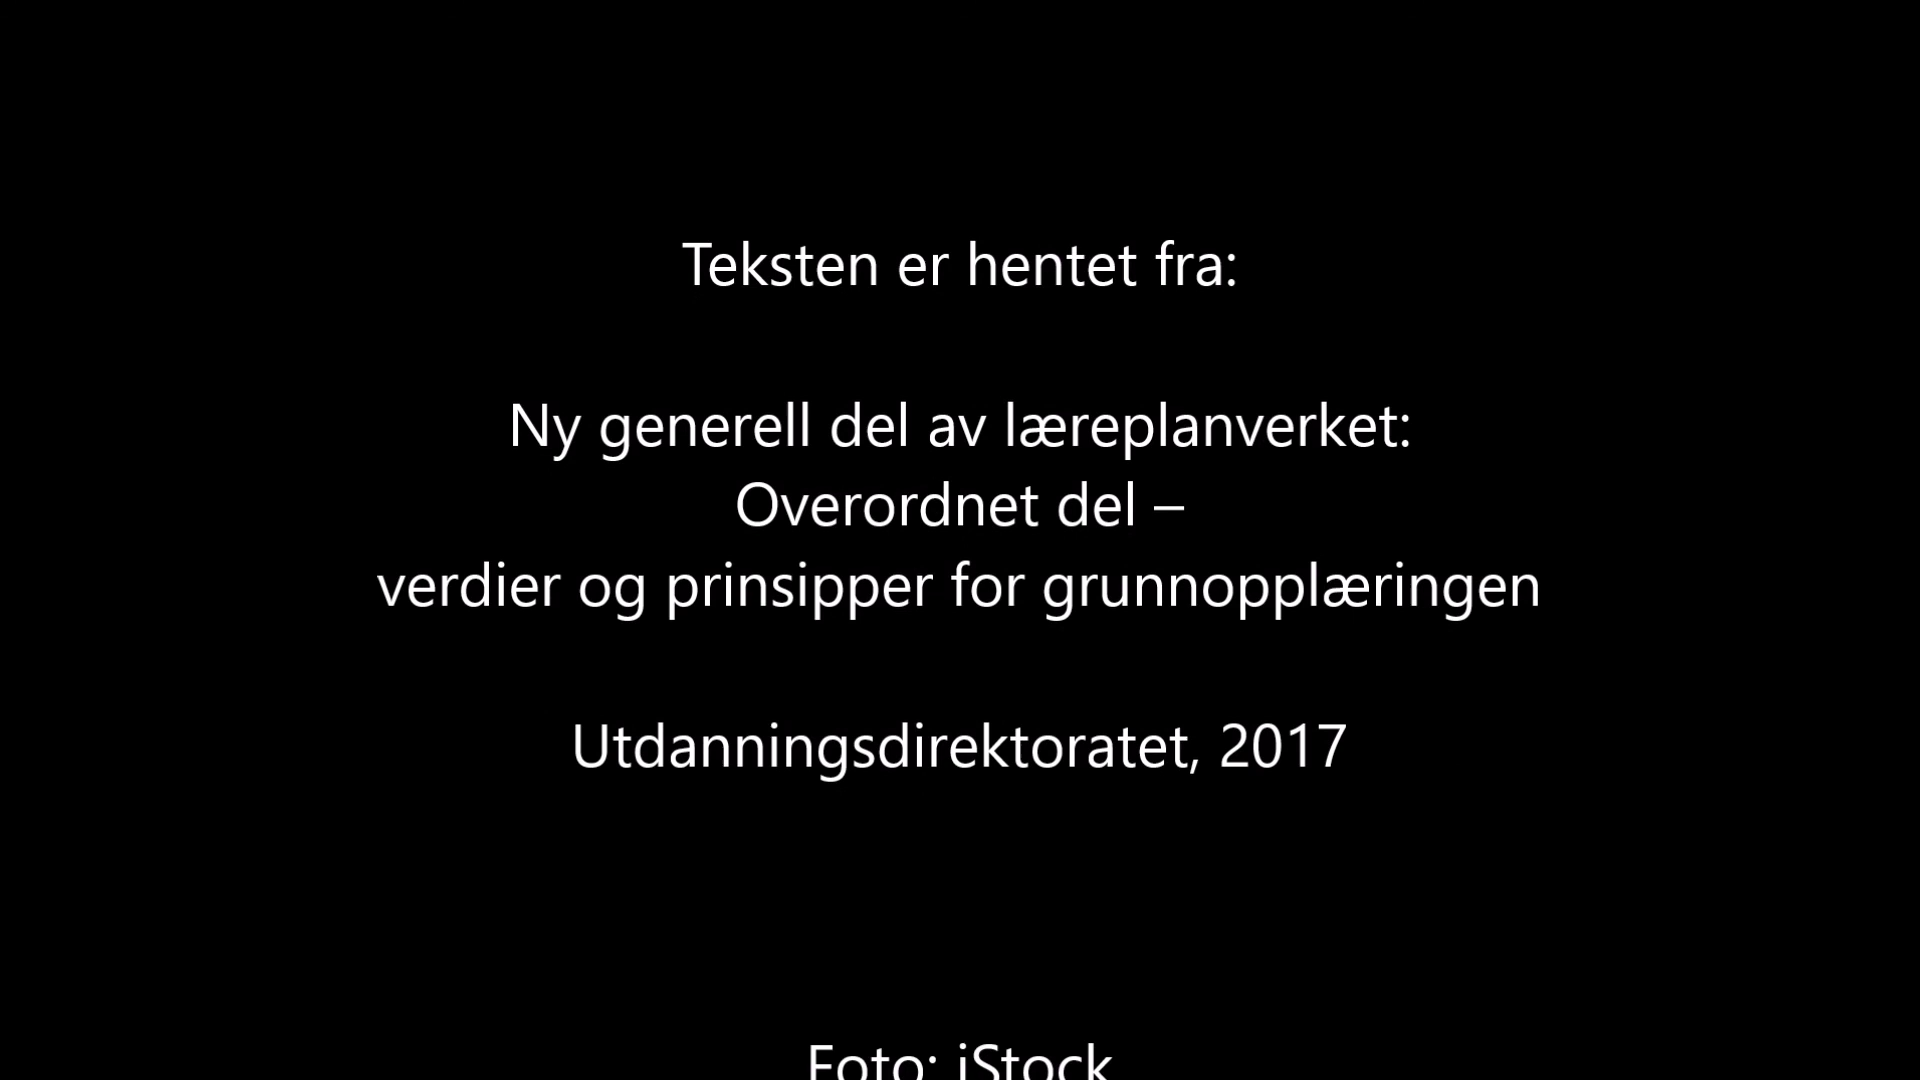 Teksten er hentet fra:
Ny generell del av læreplanverket:
Overordnet del –
verdier og prinsipper for grunnopplæringen
Utdanningsdirektoratet, 2017
Foto: iStock